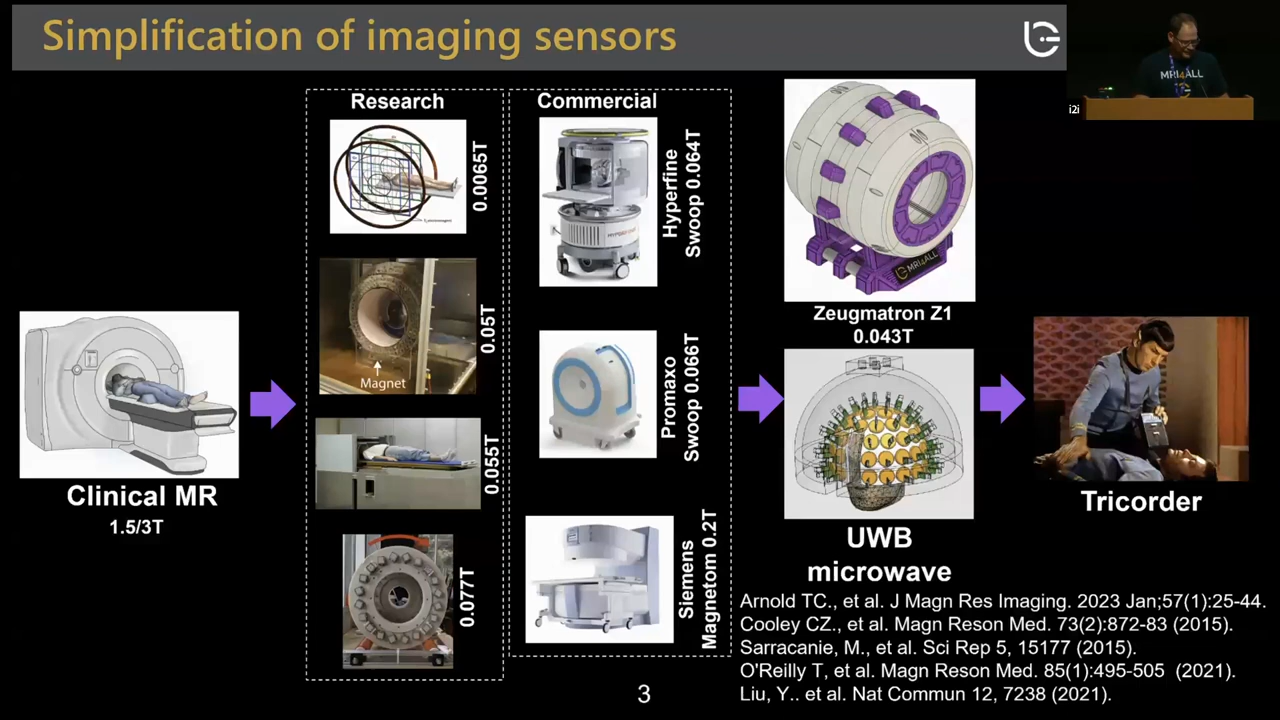 Simplification of imaging sensors
MRI4ALL
i2i
Research
Commercial
0.0065T
0.05T
Magnet
0.055T
0.077T
Hyperfine
Swoop 0.064T
Promaxo
Swoop 0.066T
Siemens
Magnetom 0.2T
Clinical MR
1.5/3T
MRI4ALL
Zeugmatron Z1
0.043T
UWB
microwave
Tricorder
Arnold TC., et al. J Magn Res Imaging. 2023 Jan;57(1):25-44.
Cooley CZ., et al. Magn Reson Med. 73(2):872-83 (2015).
Sarracanie, M., et al. Sci Rep 5, 15177 (2015).
O'Reilly T, et al. Magn Reson Med. 85(1):495-505 (2021).
Liu, Y.. et al. Nat Commun 12, 7238 (2021).
3